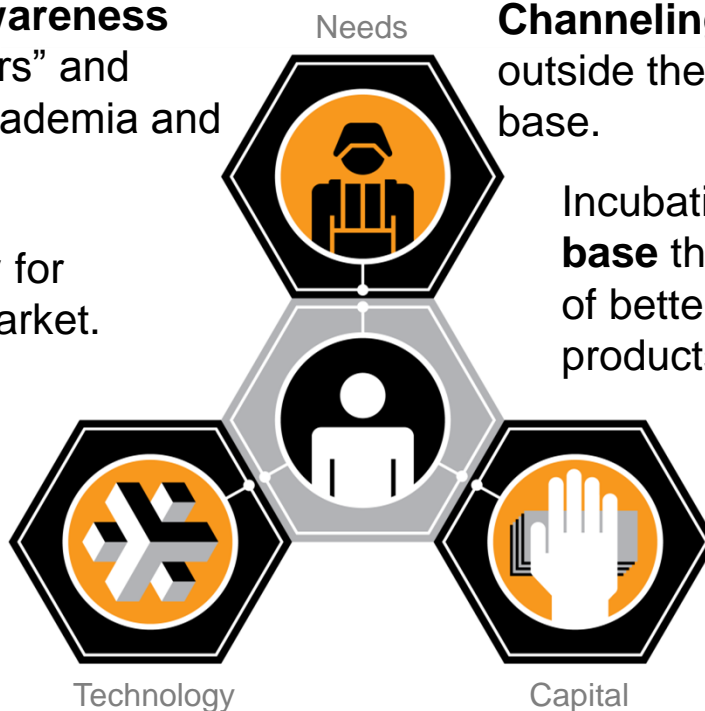 wareness
rs” and
ademia and
for
arket.
Needs
Channeling
outside the
base.
Incubati
base th
of bette
product
Technology
Capital